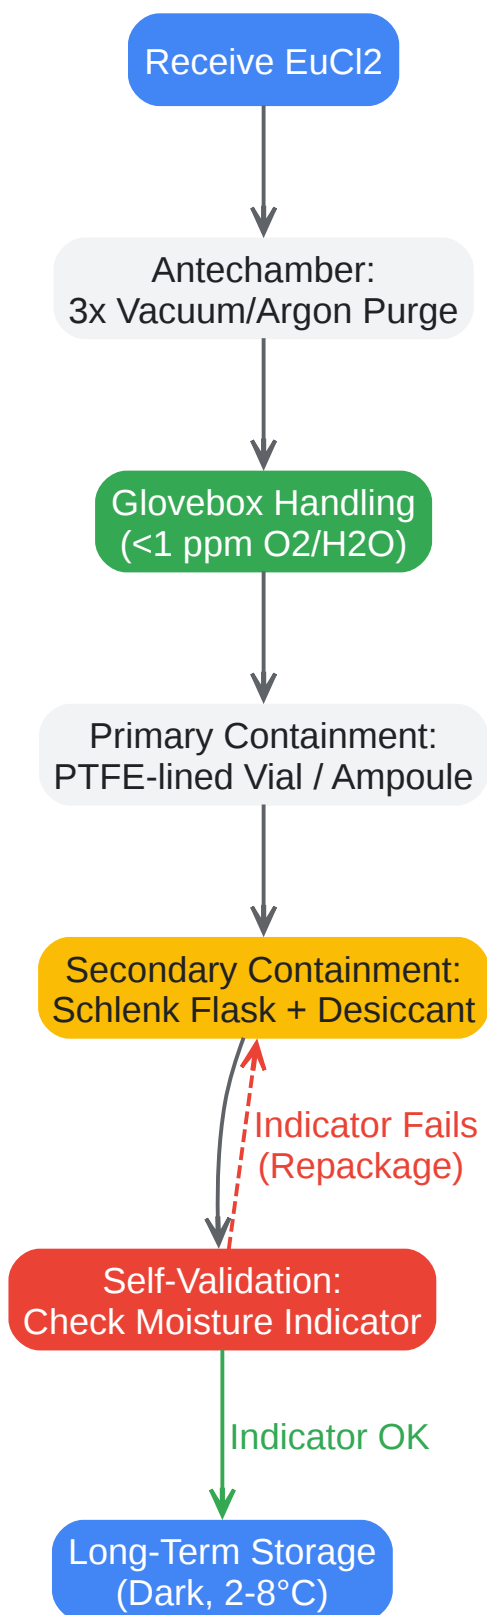 Receive EuCl2
Antechamber:
3x Vacuum/Argon Purge
Glovebox Handling
(<1 ppm O2/H2O)
Primary Containment:
PTFE-lined Vial / Ampoule
Secondary Containment:
Schlenk Flask + Desiccant
Indicator Fails
(Repackage)
Self-Validation:
Check Moisture Indicator
Indicator OK
Long-Term Storage
(Dark, 2-8°C)